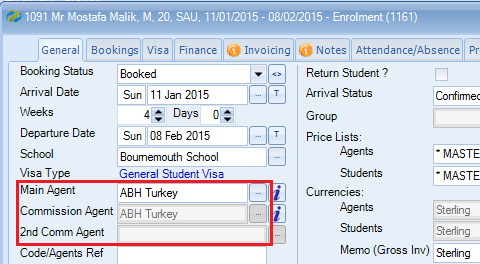 1091 Mr Mostafa Malik, M, 20, SAU, 11/01/2015 - 08/02/2015 - Enrolment (1161)
General Bookings Visa Finance Invoicing Notes Attendance/Absence Pr
Booking Status Booked <> Return Student ?
Arrival Date Sun 11 Jan 2015 ... T Arrival Status Confirmed
Weeks 4 Days 0 Group
Departure Date Sun 08 Feb 2015 ... T Price Lists:
School Bournemouth School ... Agents * MASTE
Visa Type General Student Visa Students * MASTE
Main Agent ABH Turkey ... i Currencies:
Commission Agent ABH Turkey ... i Agents Sterling
2nd Comm Agent ... Students Sterling
Code/Agents Ref Memo (Gross Inv) Sterling